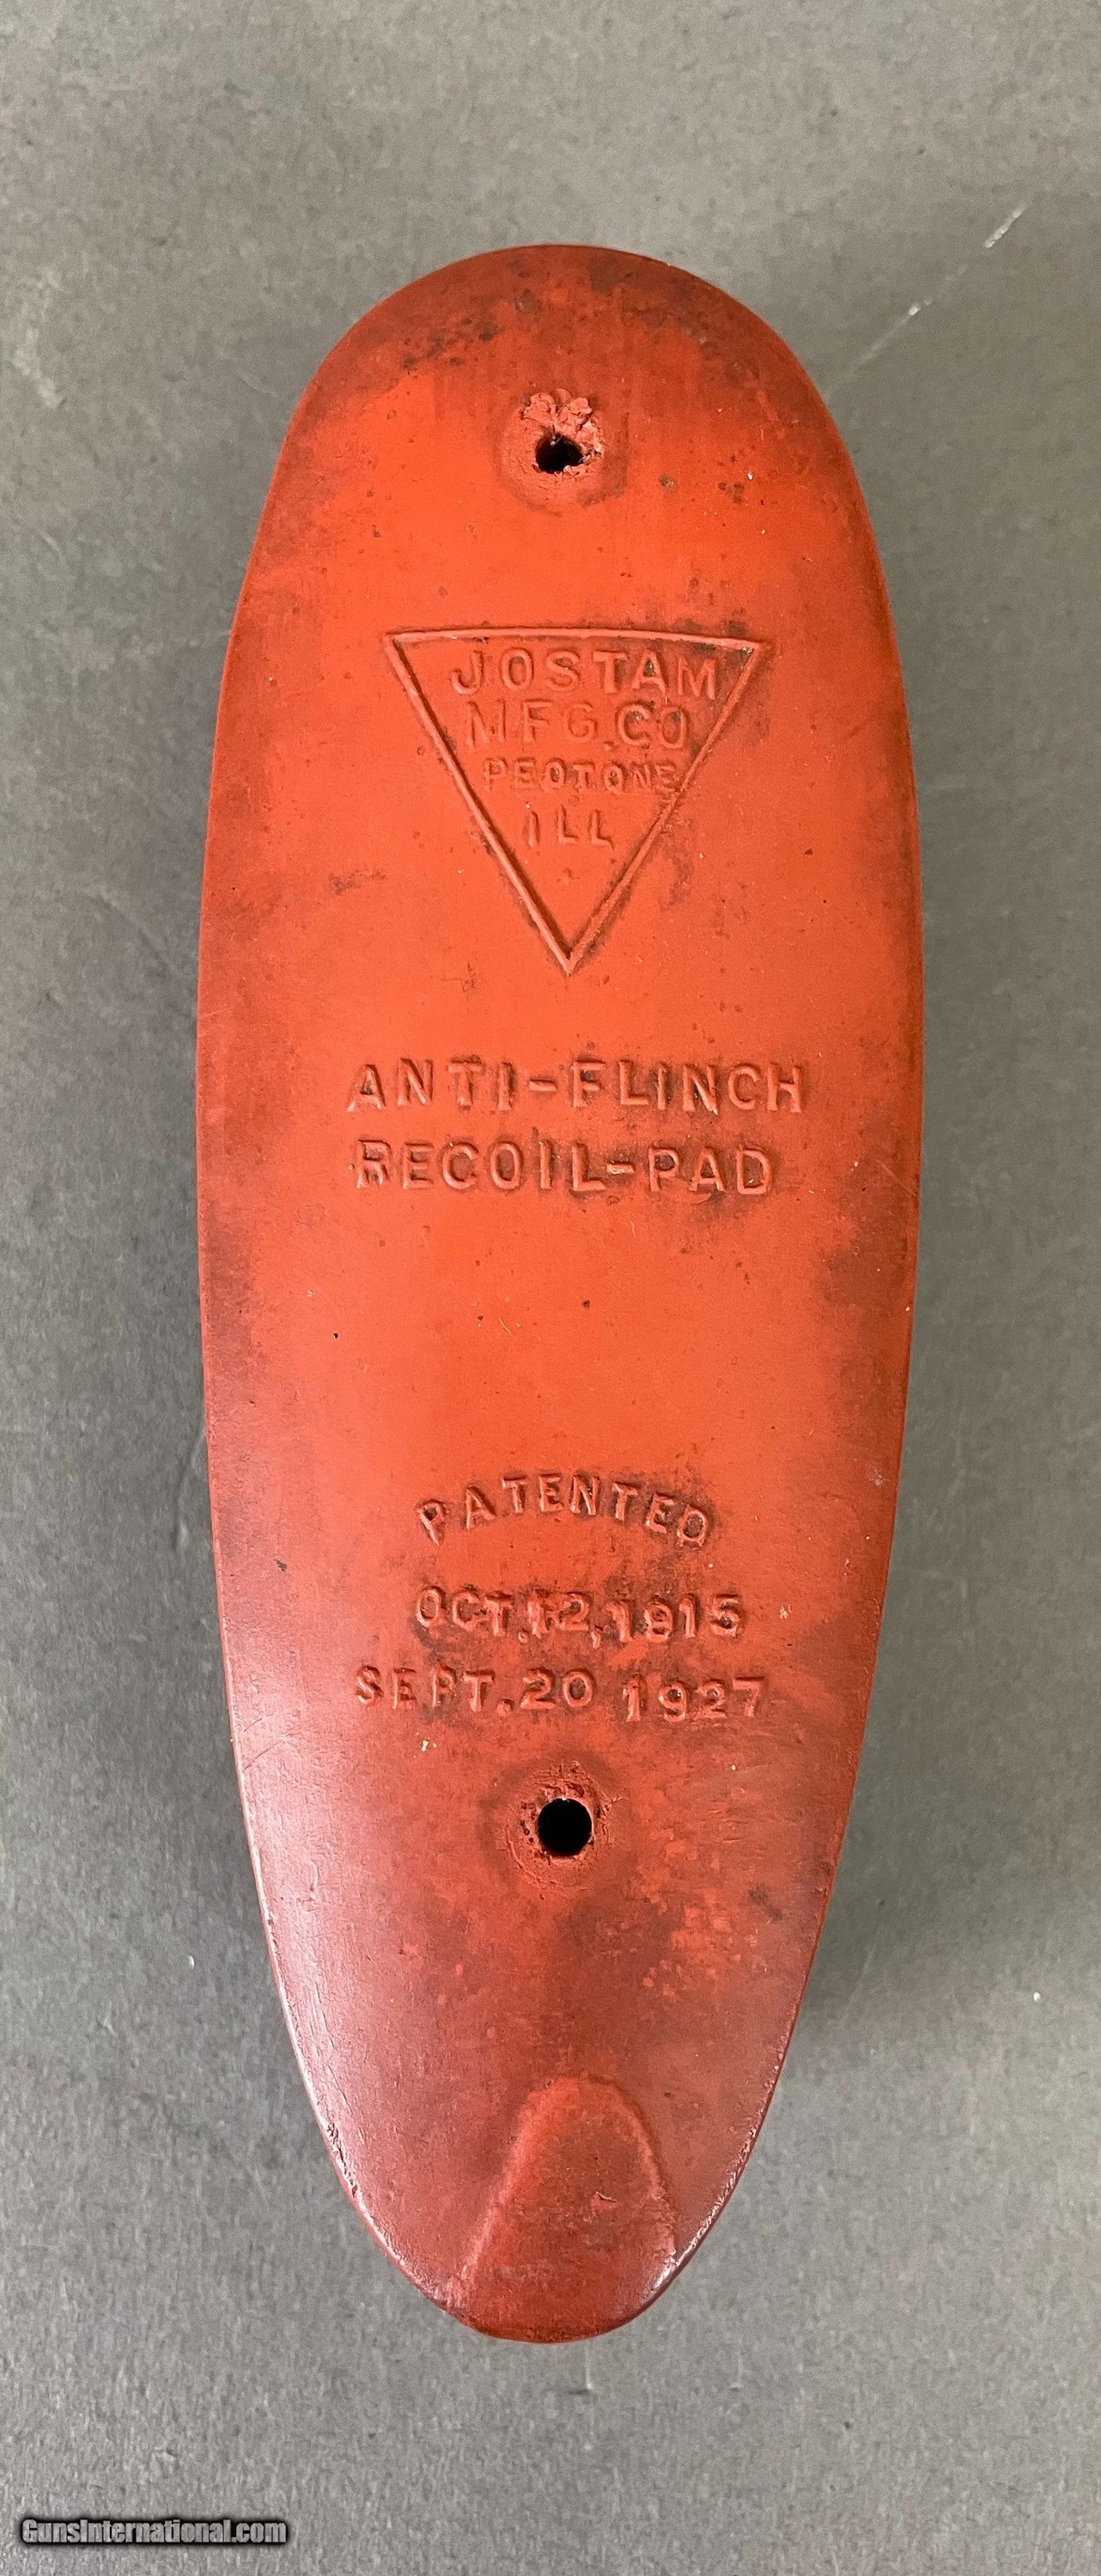 JOSTAM
MFG.CO
PEOTONE
ILL
ANTI-FLINCH
RECOIL-PAD
PATENTED
OCT.12,1915
SEPT.20 1927
GunsInternational.com